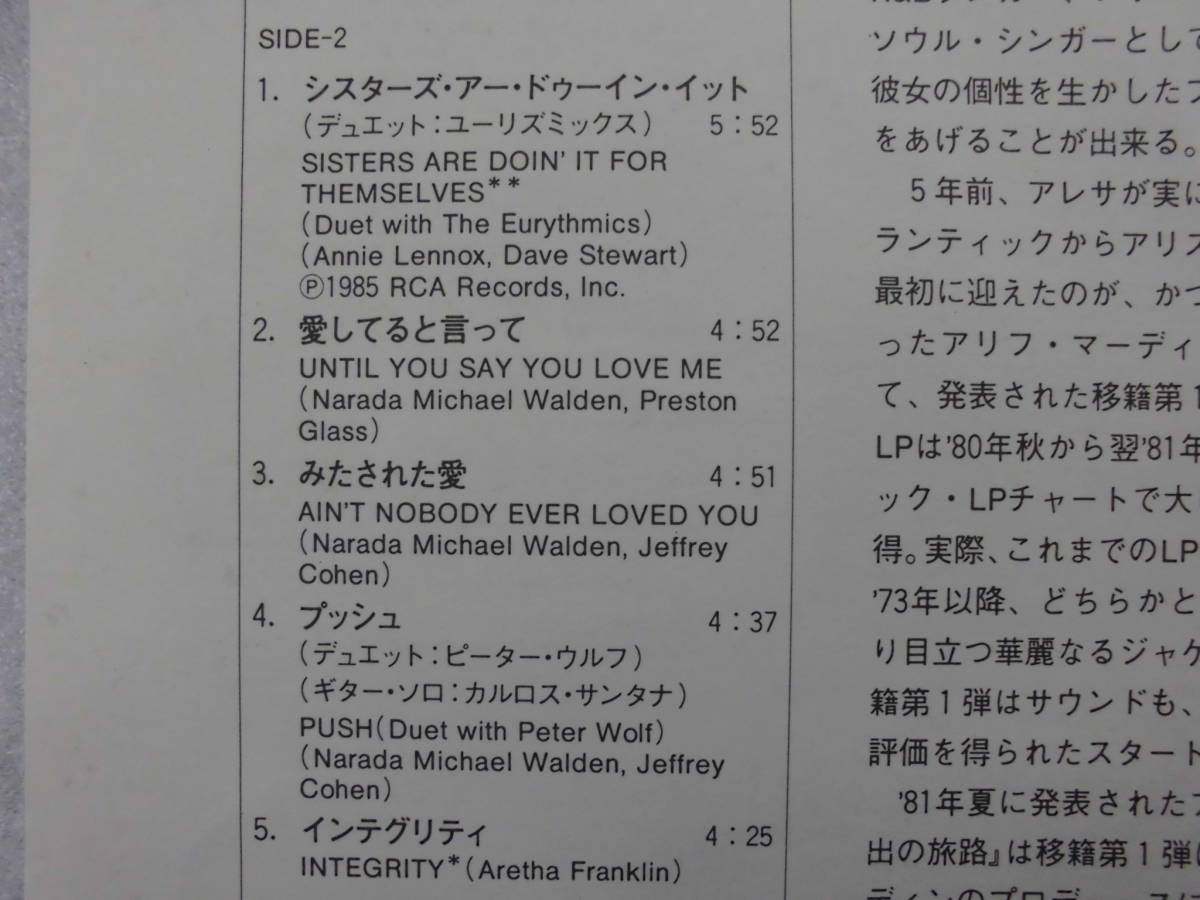 SIDE-2
1. シスターズ・アー・ドゥーイン・イット
(デュエット:ユーリズミックス) 5:52
SISTERS ARE DOIN' IT FOR
THEMSELVES**
(Duet with The Eurythmics)
(Annie Lennox, Dave Stewart)
Ⓟ1985 RCA Records, Inc.
2. 愛してると言って 4:52
UNTIL YOU SAY YOU LOVE ME
(Narada Michael Walden, Preston
Glass)
3. みたされた愛 4:51
AIN'T NOBODY EVER LOVED YOU
(Narada Michael Walden, Jeffrey
Cohen)
4. プッシュ 4:37
(デュエット:ピーター・ウルフ)
(ギター・ソロ:カルロス・サンタナ)
PUSH(Duet with Peter Wolf)
(Narada Michael Walden, Jeffrey
Cohen)
5. インテグリティ 4:25
INTEGRITY*(Aretha Franklin)
ソウル・シンガーとして
彼女の個性を生かした
をあげることが出来る。
5年前、アレサが実に
ランティックからアリス
最初に迎えたのが、かつ
ったアリフ・マーディ
て、発表された移籍第1
LPは'80年秋から翌'81年
ック・LPチャートで大
得。実際、これまでのLP
'73年以降、どちらかと
り目立つ華麗なるジャケ
籍第1弾はサウンドも、
評価を得られたスタート
'81年夏に発表された
出の旅路』は移籍第1弾